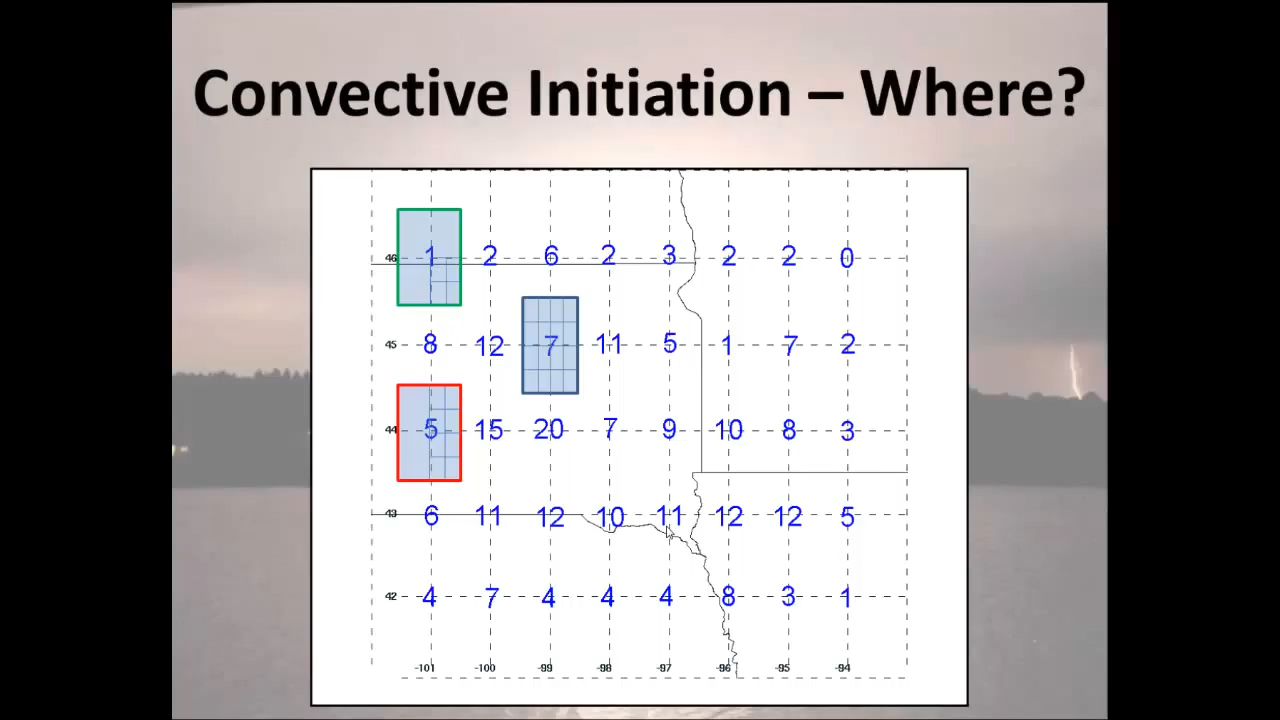 Convective Initiation – Where?
46 1 2 6 2 3 2 2 0
45 8 12 7 11 5 1 7 2
44 5 15 20 7 9 10 8 3
43 6 11 12 10 11 12 12 5
42 4 7 4 4 4 8 3 1
-101 -100 -99 -98 -97 -96 -95 -94